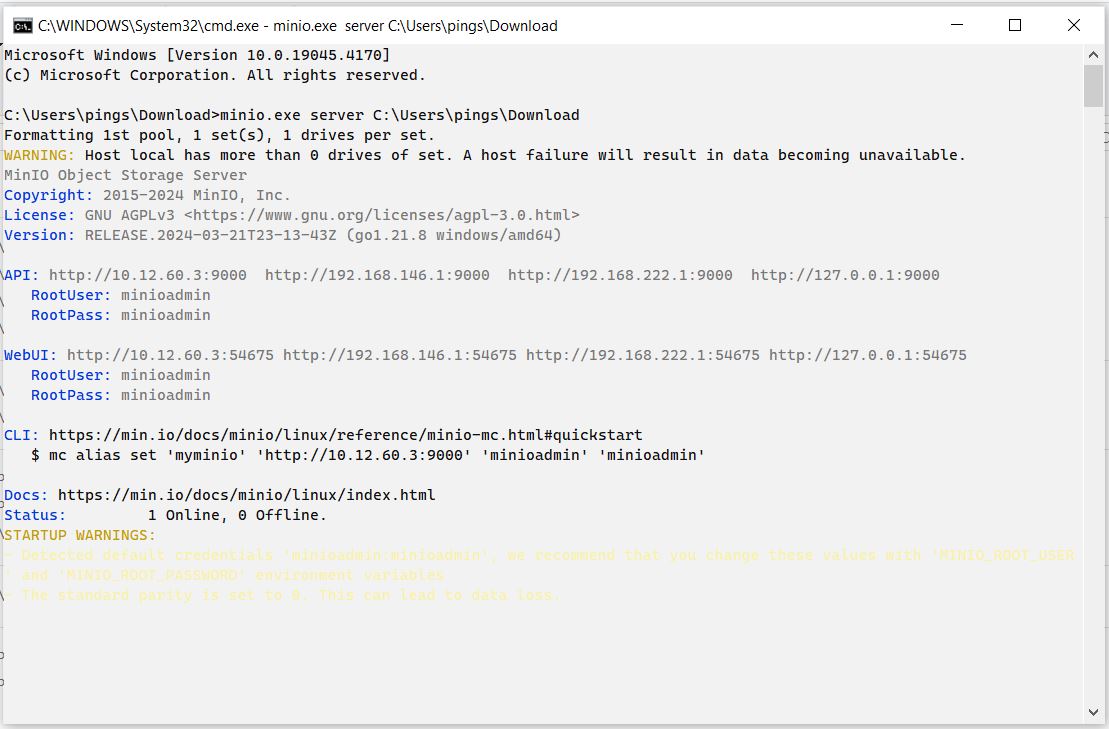 C:\WINDOWS\System32\cmd.exe - minio.exe  server C:\Users\pings\Download
Microsoft Windows [Version 10.0.19045.4170]
(c) Microsoft Corporation. All rights reserved.
C:\Users\pings\Download>minio.exe server C:\Users\pings\Download
Formatting 1st pool, 1 set(s), 1 drives per set.
WARNING: Host local has more than 0 drives of set. A host failure will result in data becoming unavailable.
MinIO Object Storage Server
Copyright: 2015-2024 MinIO, Inc.
License: GNU AGPLv3 <https://www.gnu.org/licenses/agpl-3.0.html>
Version: RELEASE.2024-03-21T23-13-43Z (go1.21.8 windows/amd64)
API: http://10.12.60.3:9000  http://192.168.146.1:9000  http://192.168.222.1:9000  http://127.0.0.1:9000
   RootUser: minioadmin
   RootPass: minioadmin
WebUI: http://10.12.60.3:54675 http://192.168.146.1:54675 http://192.168.222.1:54675 http://127.0.0.1:54675
   RootUser: minioadmin
   RootPass: minioadmin
CLI: https://min.io/docs/minio/linux/reference/minio-mc.html#quickstart
   $ mc alias set 'myminio' 'http://10.12.60.3:9000' 'minioadmin' 'minioadmin'
Docs: https://min.io/docs/minio/linux/index.html
Status:         1 Online, 0 Offline.
STARTUP WARNINGS:
- Detected default credentials 'minioadmin:minioadmin', we recommend that you change these values with 'MINIO_ROOT_USER
' and 'MINIO_ROOT_PASSWORD' environment variables
- The standard parity is set to 0. This can lead to data loss.